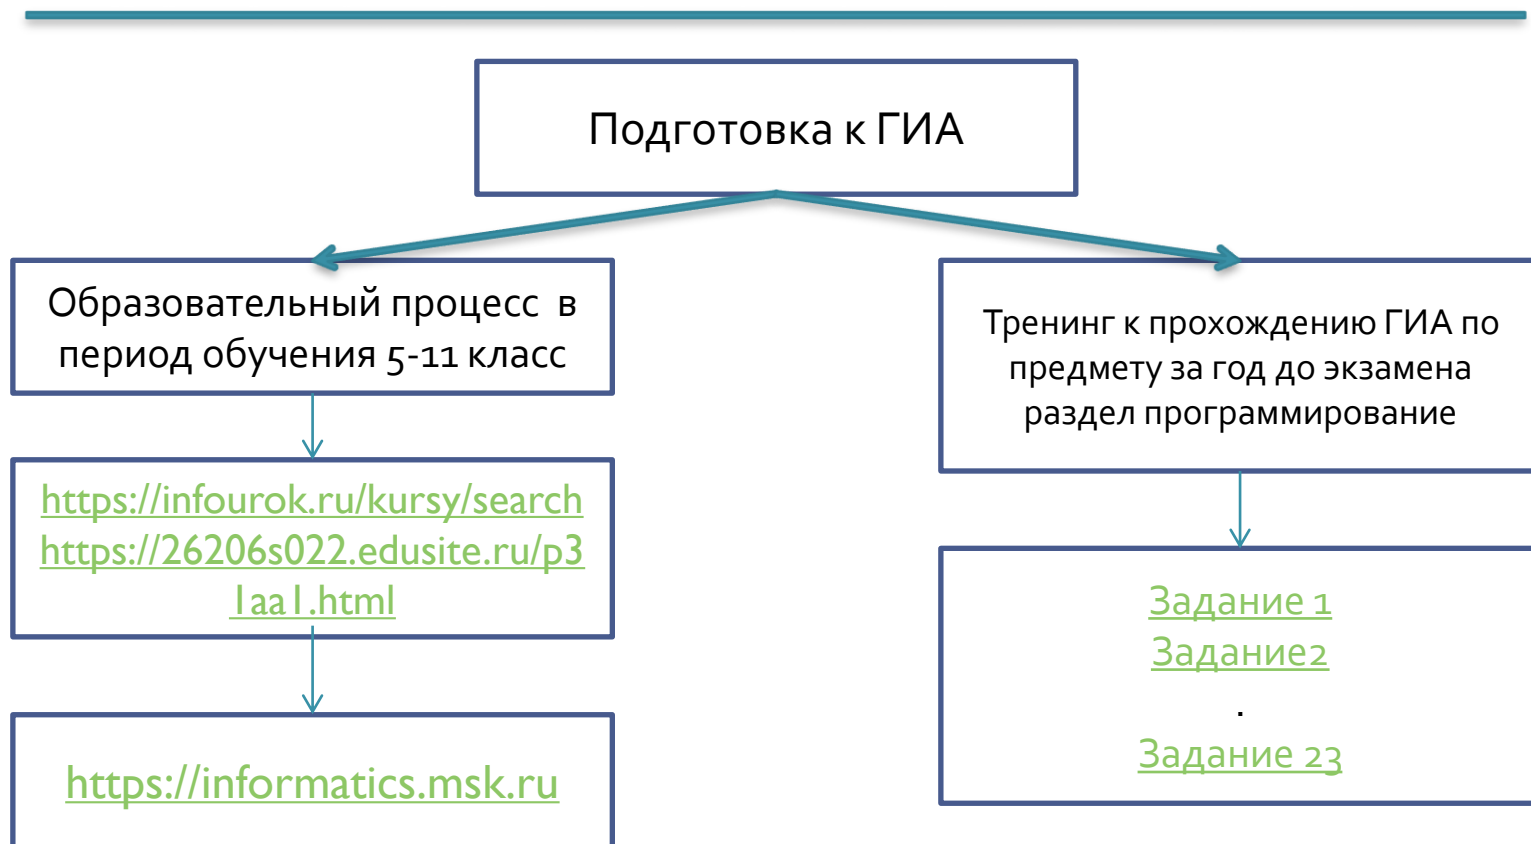 Подготовка к ГИА
Образовательный процесс в
период обучения 5-11 класс
https://infourok.ru/kursy/search
https://26206s022.edusite.ru/p3
1aa1.html
https://informatics.msk.ru
Тренинг к прохождению ГИА по
предмету за год до экзамена
раздел программирование
Задание 1
Задание2
.
Задание 23